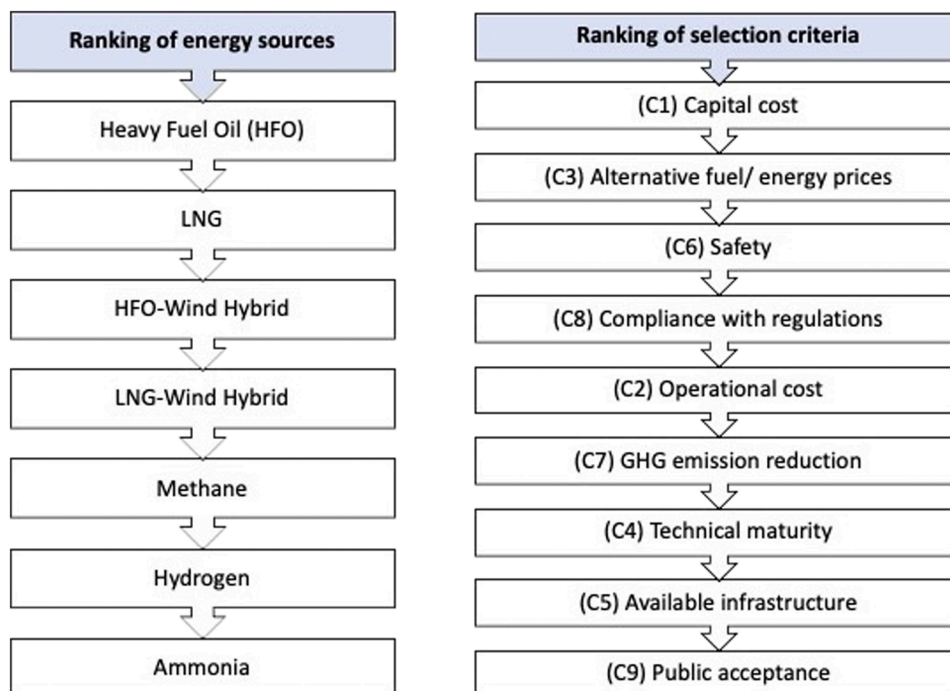 Ranking of energy sources
Heavy Fuel Oil (HFO)
LNG
HFO-Wind Hybrid
LNG-Wind Hybrid
Methane
Hydrogen
Ammonia
Ranking of selection criteria
(C1) Capital cost
(C3) Alternative fuel/ energy prices
(C6) Safety
(C8) Compliance with regulations
(C2) Operational cost
(C7) GHG emission reduction
(C4) Technical maturity
(C5) Available infrastructure
(C9) Public acceptance